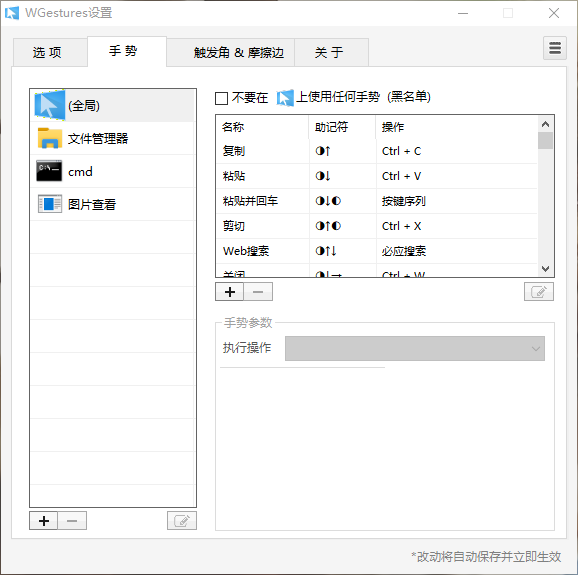 WGestures设置
选 项
手 势
触发角 & 摩擦边
关 于
(全局)
文件管理器
cmd
图片查看
不要在 上使用任何手势 (黑名单)
名称 助记符 操作
复制 ◑↑ Ctrl + C
粘贴 ◑↓ Ctrl + V
粘贴并回车 ◑↓◐ 按键序列
剪切 ◑↑◐ Ctrl + X
Web搜索 ◑↑↓ 必应搜索
关闭 ◑↓→ Ctrl + W
手势参数
执行操作
*改动将自动保存并立即生效